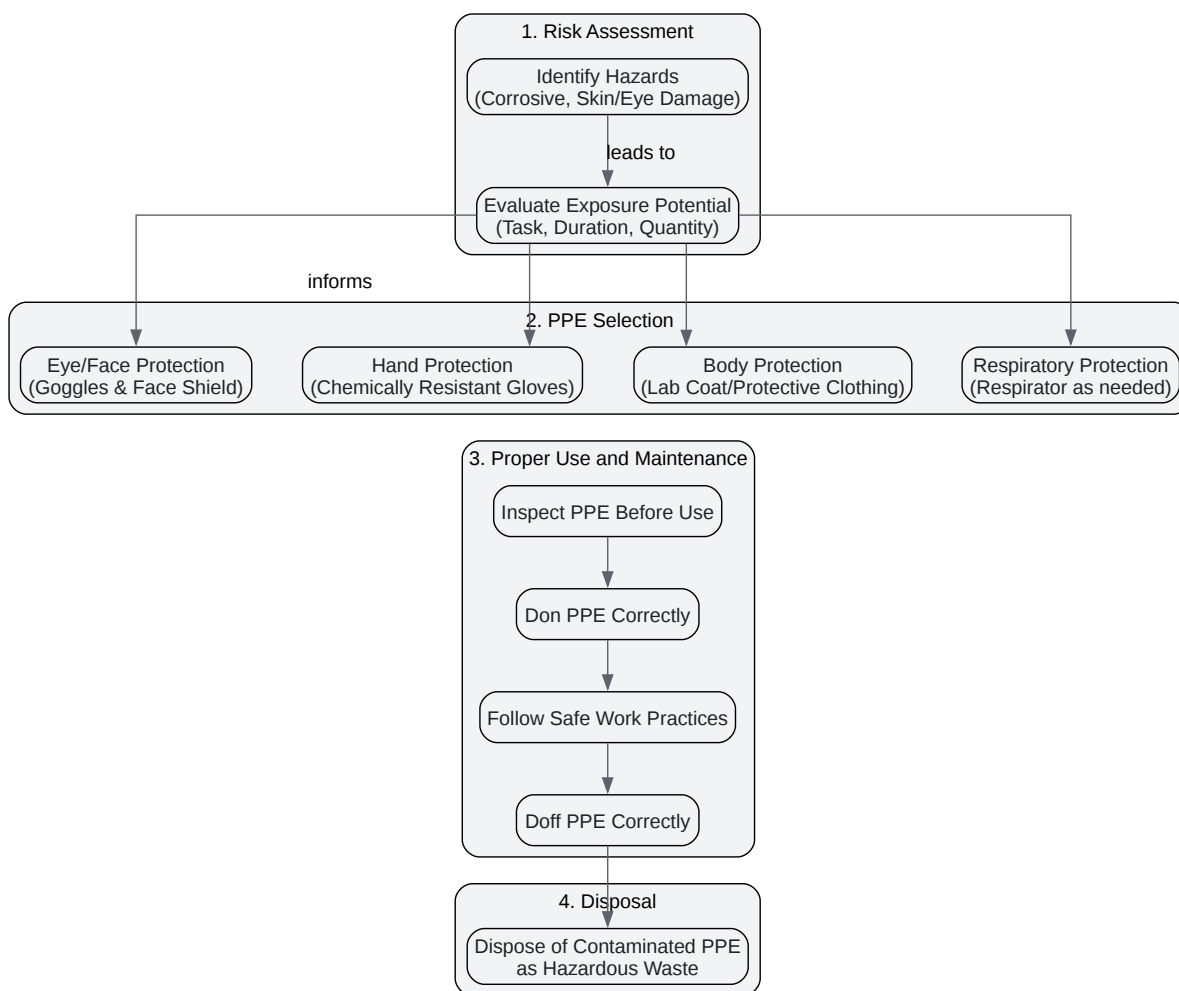 1. Risk Assessment
Identify Hazards
(Corrosive, Skin/Eye Damage)
leads to
Evaluate Exposure Potential
(Task, Duration, Quantity)
informs
2. PPE Selection
Eye/Face Protection
(Goggles & Face Shield)
Hand Protection
(Chemically Resistant Gloves)
Body Protection
(Lab Coat/Protective Clothing)
Respiratory Protection
(Respirator as needed)
3. Proper Use and Maintenance
Inspect PPE Before Use
Don PPE Correctly
Follow Safe Work Practices
Doff PPE Correctly
4. Disposal
Dispose of Contaminated PPE
as Hazardous Waste